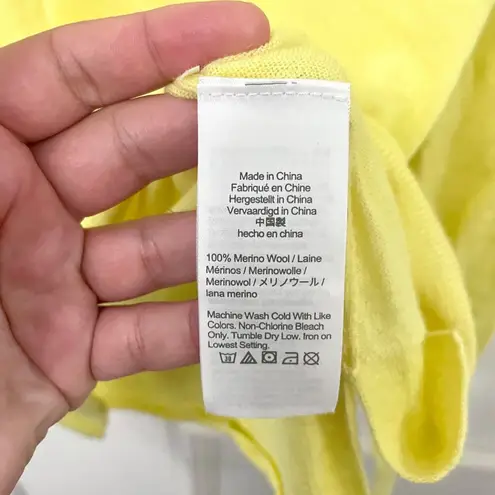 Made in China
Fabriqué en Chine
Hergestellt in China
Vervaardigd in China
中国製
hecho en china
100% Merino Wool / Laine
Mérinos / Merinowolle /
Merinowol / メリノウール /
lana merino
Machine Wash Cold With Like
Colors. Non-Chlorine Bleach
Only. Tumble Dry Low. Iron on
Lowest Setting.